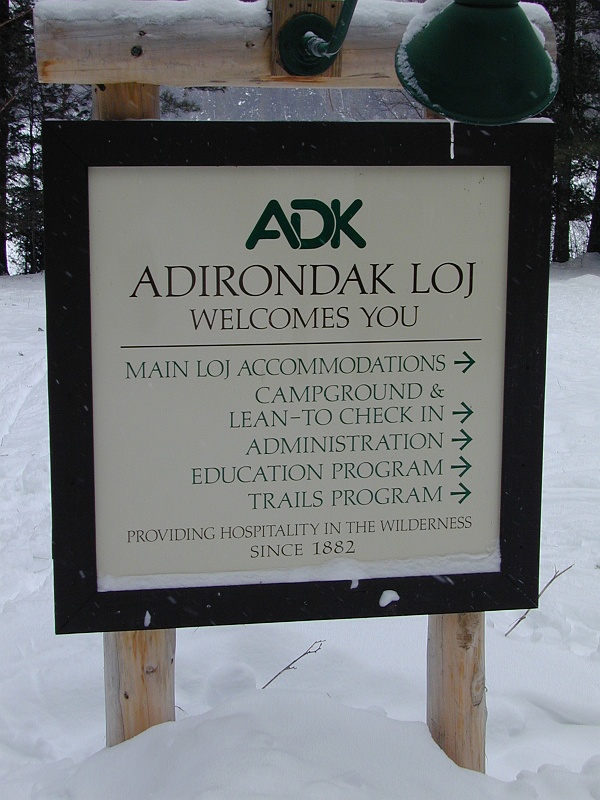 ADK
ADIRONDAK LOJ
WELCOMES YOU
MAIN LOJ ACCOMMODATIONS →
CAMPGROUND &
LEAN-TO CHECK IN →
ADMINISTRATION →
EDUCATION PROGRAM →
TRAILS PROGRAM →
PROVIDING HOSPITALITY IN THE WILDERNESS
SINCE 1882